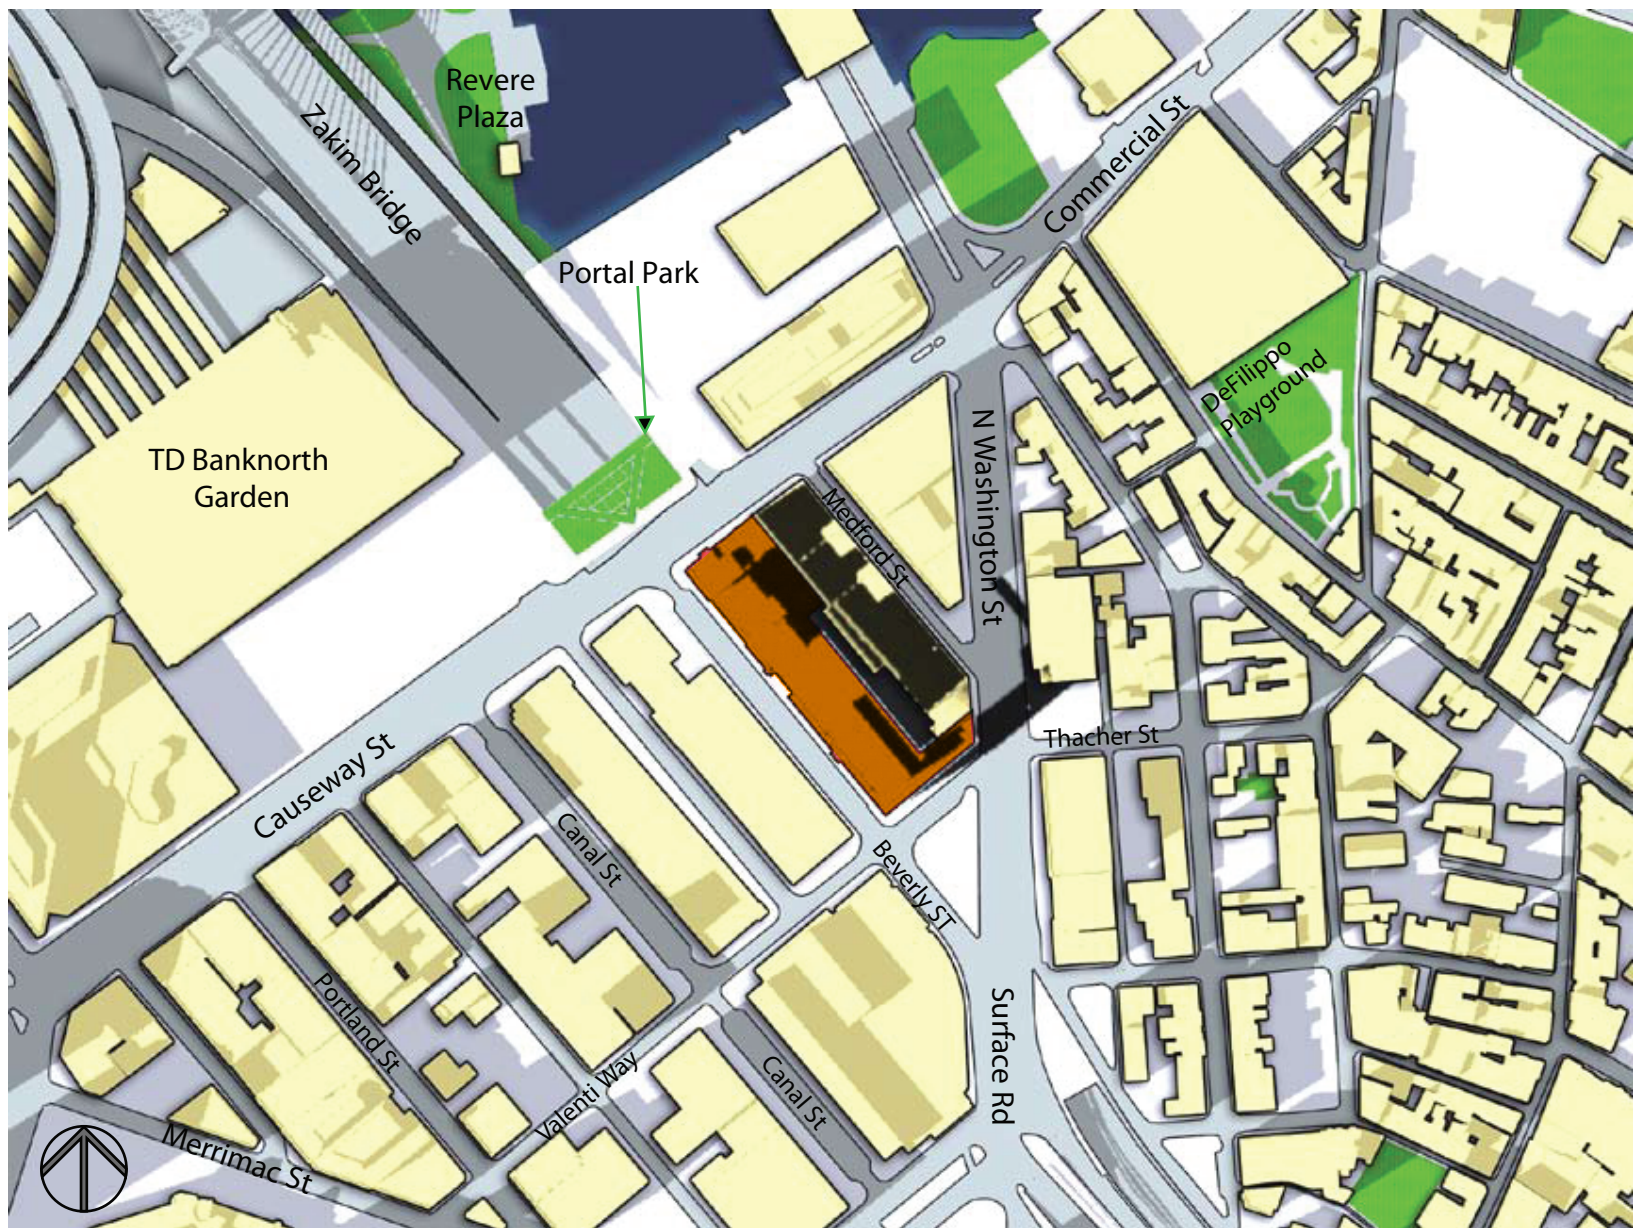 Revere
Plaza
Zakim Bridge
Commercial St
Portal Park
DeFilippo
Playground
TD Banknorth
Garden
N Washington St
Medford St
Thacher St
Causeway St
Canal St
Beverly ST
Portland St
Surface Rd
Valenti Way
Canal St
Merrimac St